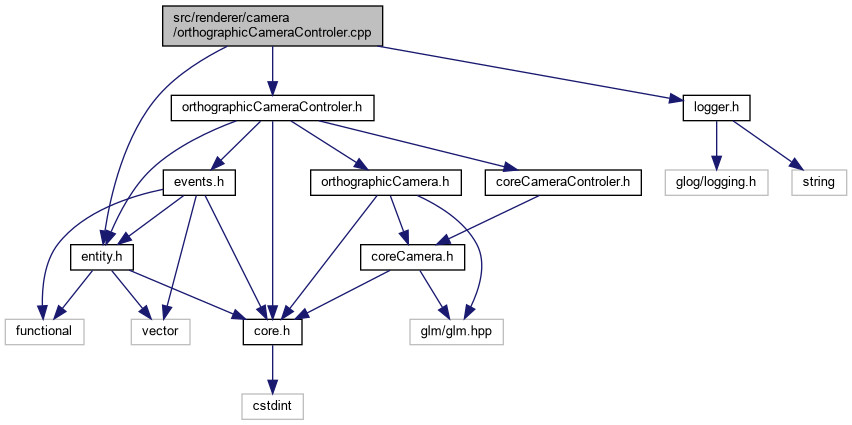 src/renderer/camera
/orthographicCameraControler.cpp
orthographicCameraControler.h
logger.h
events.h
orthographicCamera.h
coreCameraControler.h
glog/logging.h
string
entity.h
coreCamera.h
functional
vector
core.h
glm/glm.hpp
cstdint